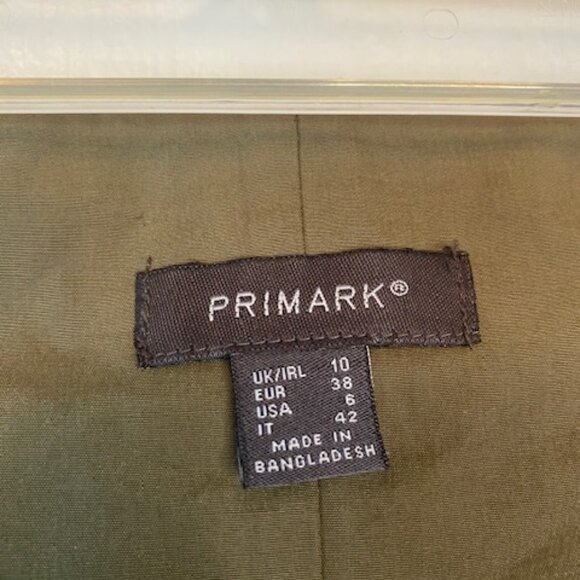 PRIMARK®
UK/IRL 10
EUR 38
USA 6
IT 42
MADE IN
BANGLADESH